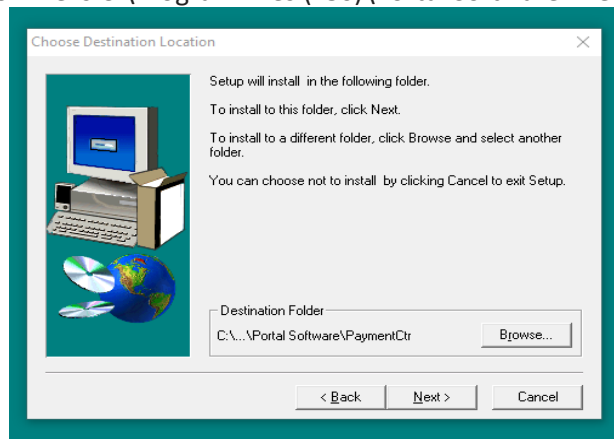 Choose Destination Location
Setup will install in the following folder.
To install to this folder, click Next.
To install to a different folder, click Browse and select another
folder.
You can choose not to install by clicking Cancel to exit Setup.
Destination Folder
C:\...\Portal Software\PaymentCtr
Browse...
< Back
Next >
Cancel